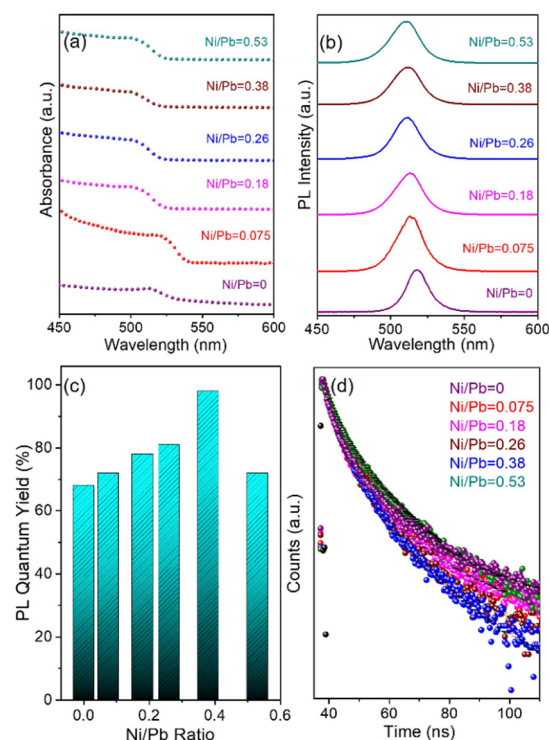 (a)
Ni/Pb=0.53
Ni/Pb=0.38
Ni/Pb=0.26
Ni/Pb=0.18
Ni/Pb=0.075
Ni/Pb=0
Absorbance (a.u.)
450 500 550 600
Wavelength (nm)
(b)
Ni/Pb=0.53
Ni/Pb=0.38
Ni/Pb=0.26
Ni/Pb=0.18
Ni/Pb=0.075
Ni/Pb=0
PL Intensity (a.u.)
450 500 550 600
Wavelength (nm)
(c)
PL Quantum Yield (%)
100
80
60
40
20
0
0.0 0.2 0.4 0.6
Ni/Pb Ratio
(d)
Ni/Pb=0
Ni/Pb=0.075
Ni/Pb=0.18
Ni/Pb=0.26
Ni/Pb=0.38
Ni/Pb=0.53
Counts (a.u.)
40 60 80 100
Time (ns)